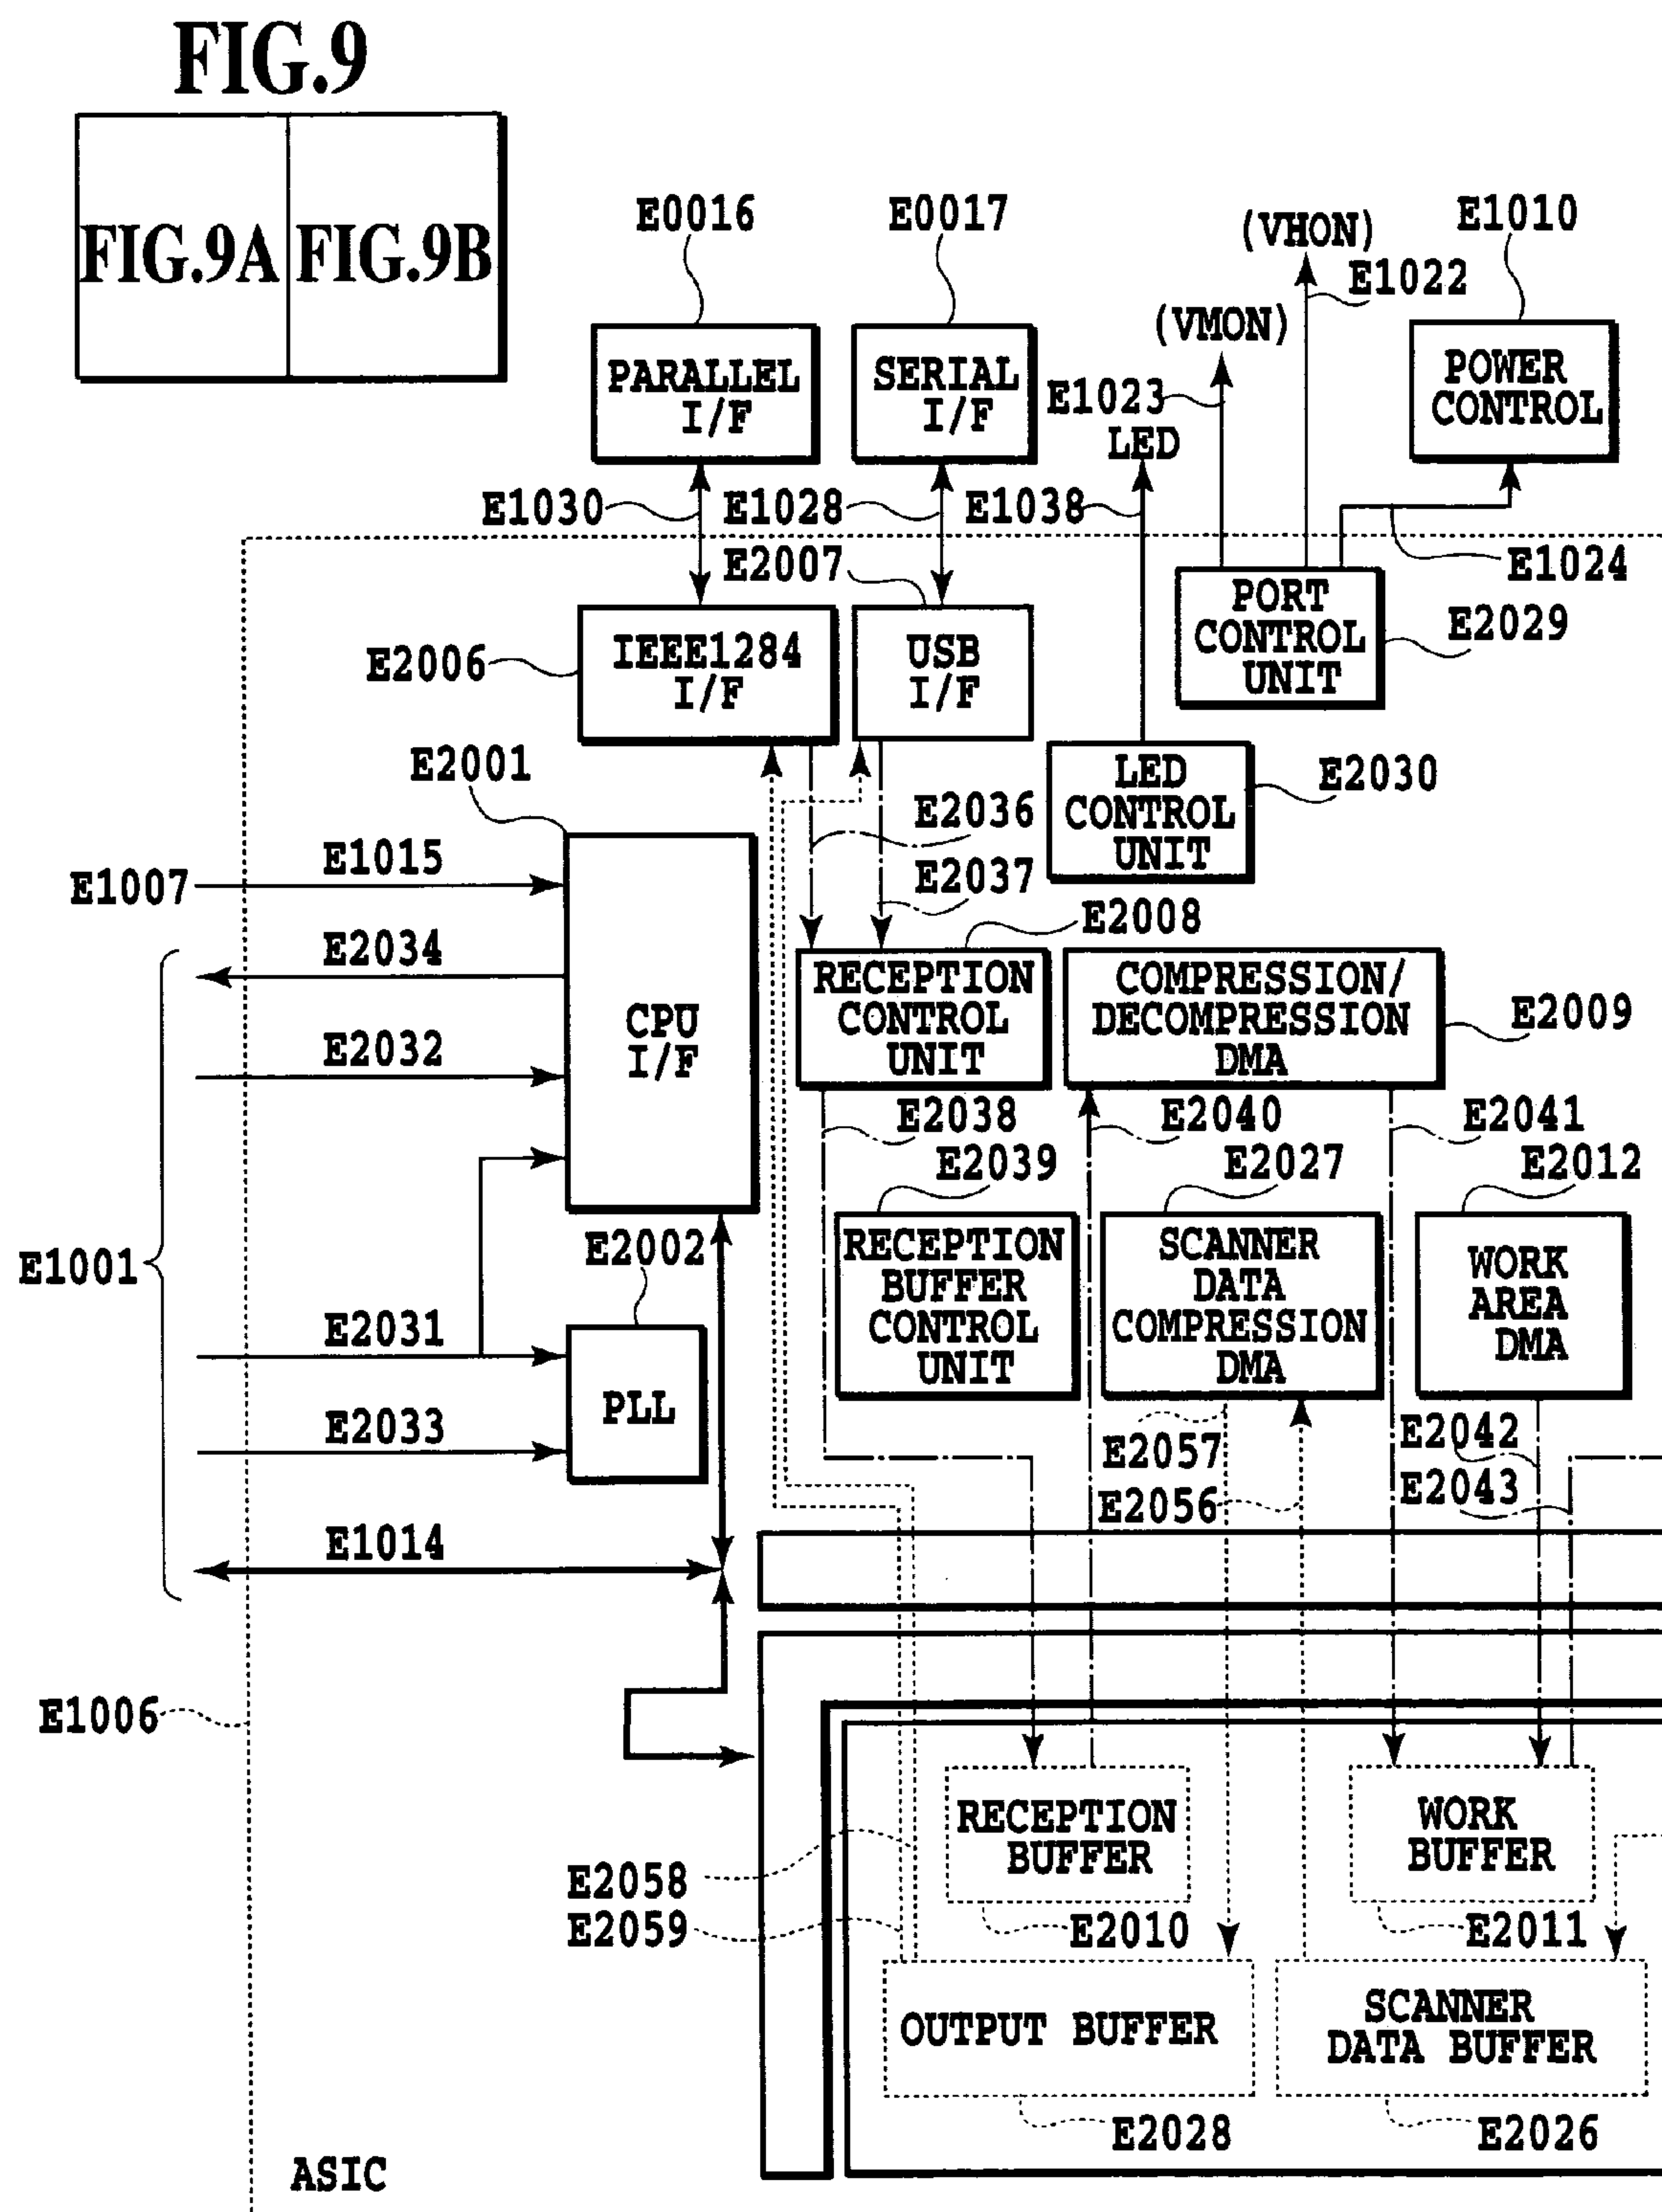 FIG.9
FIG.9A
FIG.9B
E0016
E0017
(VHON)
E1010
E1022
(VMON)
PARALLEL
I/F
SERIAL
I/F
POWER
CONTROL
E1023
LED
E1030
E1028
E1038
E2007
E1024
PORT
CONTROL
UNIT
E2029
E2006
IEEE1284
I/F
USB
I/F
E2001
LED
CONTROL
UNIT
E2030
E2036
E1015
E1007
E2037
E2008
E2034
CPU
I/F
RECEPTION
CONTROL
UNIT
COMPRESSION/
DECOMPRESSION
DMA
E2009
E2032
E2038
E2040
E2041
E2039
E2027
E2012
E2002
RECEPTION
BUFFER
CONTROL
UNIT
SCANNER
DATA
COMPRESSION
DMA
WORK
AREA
DMA
E1001
E2031
PLL
E2033
E2057
E2042
E2056
E2043
E1014
E1006
RECEPTION
BUFFER
WORK
BUFFER
E2058
E2059
E2010
E2011
OUTPUT BUFFER
SCANNER
DATA BUFFER
E2028
E2026
ASIC